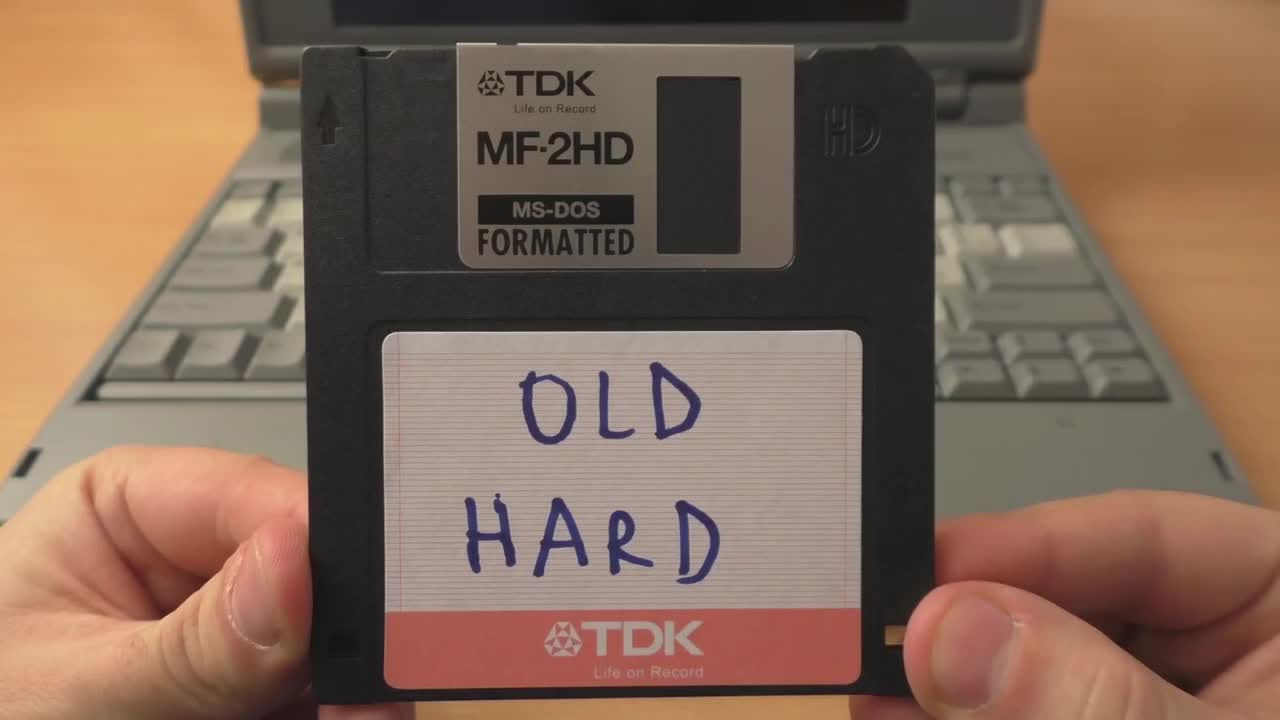 TDK
Life on Record
MF-2HD
MS-DOS
FORMATTED
HD
OLD
HARD
TDK
Life on Record